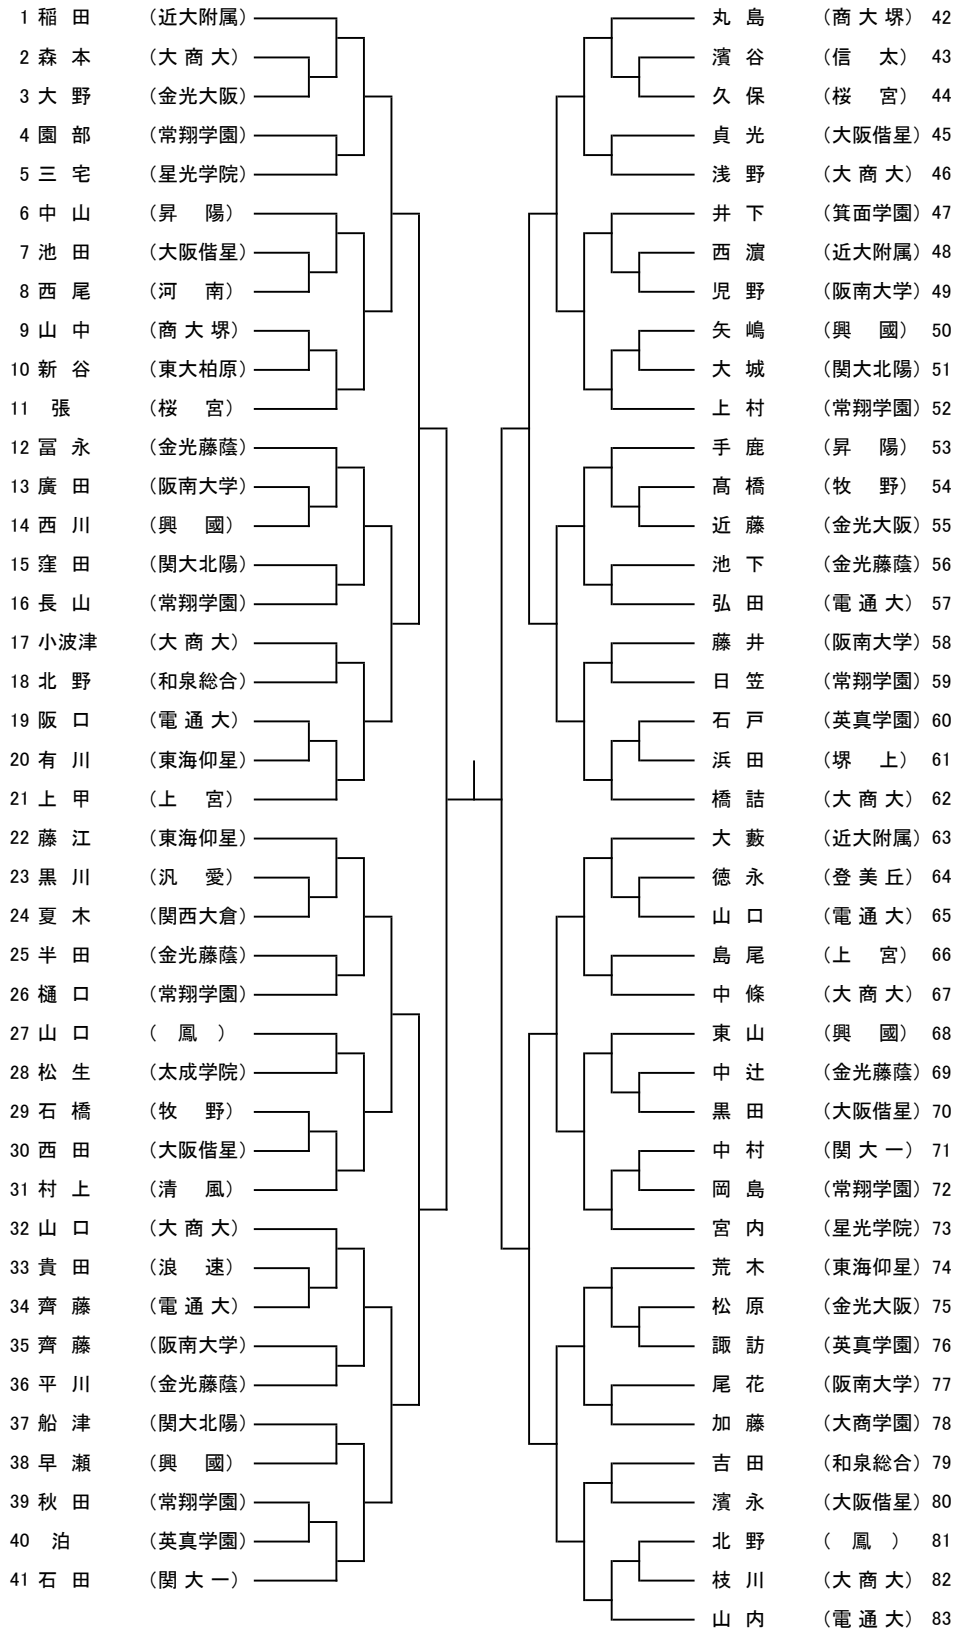 1 稲 田 （近大附属）
2 森 本 （大 商 大）
3 大 野 （金光大阪）
4 園 部 （常翔学園）
5 三 宅 （星光学院）
6 中 山 （昇　陽）
7 池 田 （大阪偕星）
8 西 尾 （河　南）
9 山 中 （商 大 堺）
10 新 谷 （東大柏原）
11 張 （桜　宮）
12 冨 永 （金光藤蔭）
13 廣 田 （阪南大学）
14 西 川 （興　國）
15 窪 田 （関大北陽）
16 長 山 （常翔学園）
17 小波津 （大 商 大）
18 北 野 （和泉総合）
19 阪 口 （電 通 大）
20 有 川 （東海仰星）
21 上 甲 （上　宮）
22 藤 江 （東海仰星）
23 黒 川 （汎　愛）
24 夏 木 （関西大倉）
25 半 田 （金光藤蔭）
26 樋 口 （常翔学園）
27 山 口 （　鳳　）
28 松 生 （太成学院）
29 石 橋 （牧　野）
30 西 田 （大阪偕星）
31 村 上 （清　風）
32 山 口 （大 商 大）
33 貴 田 （浪　速）
34 齊 藤 （電 通 大）
35 齊 藤 （阪南大学）
36 平 川 （金光藤蔭）
37 船 津 （関大北陽）
38 早 瀬 （興　國）
39 秋 田 （常翔学園）
40 泊 （英真学園）
41 石 田 （関 大 一）
丸 島 （商 大 堺） 42
濱 谷 （信　太） 43
久 保 （桜　宮） 44
貞 光 （大阪偕星） 45
浅 野 （大 商 大） 46
井 下 （箕面学園） 47
西 濵 （近大附属） 48
児 野 （阪南大学） 49
矢 嶋 （興　國） 50
大 城 （関大北陽） 51
上 村 （常翔学園） 52
手 鹿 （昇　陽） 53
髙 橋 （牧　野） 54
近 藤 （金光大阪） 55
池 下 （金光藤蔭） 56
弘 田 （電 通 大） 57
藤 井 （阪南大学） 58
日 笠 （常翔学園） 59
石 戸 （英真学園） 60
浜 田 （堺　上） 61
橋 詰 （大 商 大） 62
大 藪 （近大附属） 63
徳 永 （登 美 丘） 64
山 口 （電 通 大） 65
島 尾 （上　宮） 66
中 條 （大 商 大） 67
東 山 （興　國） 68
中 辻 （金光藤蔭） 69
黒 田 （大阪偕星） 70
中 村 （関 大 一） 71
岡 島 （常翔学園） 72
宮 内 （星光学院） 73
荒 木 （東海仰星） 74
松 原 （金光大阪） 75
諏 訪 （英真学園） 76
尾 花 （阪南大学） 77
加 藤 （大商学園） 78
吉 田 （和泉総合） 79
濱 永 （大阪偕星） 80
北 野 （　鳳　） 81
枝 川 （大 商 大） 82
山 内 （電 通 大） 83